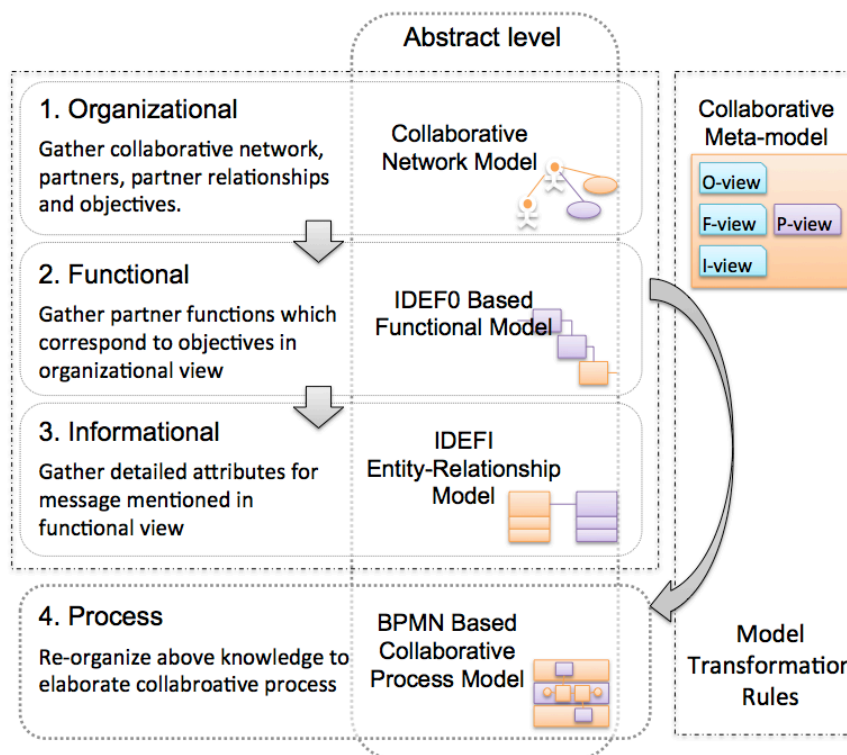 Abstract level
1. Organizational
Gather collaborative network,
partners, partner relationships
and objectives.
Collaborative
Network Model
2. Functional
Gather partner functions which
correspond to objectives in
organizational view
IDEF0 Based
Functional Model
3. Informational
Gather detailed attributes for
message mentioned in
functional view
IDEFI
Entity-Relationship
Model
4. Process
Re-organize above knowledge to
elaborate collabroative process
BPMN Based
Collaborative
Process Model
Collaborative
Meta-model
O-view
F-view
P-view
I-view
Model
Transformation
Rules